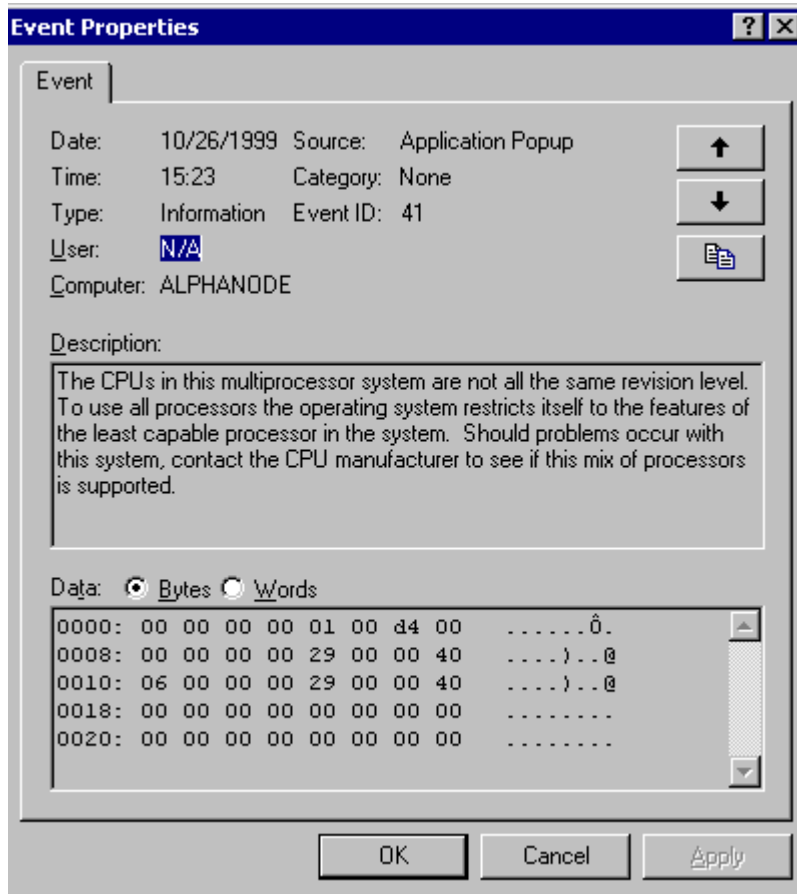 Event Properties
Event
Date: 10/26/1999 Source: Application Popup
Time: 15:23 Category: None
Type: Information Event ID: 41
User: N/A
Computer: ALPHANODE
Description:
The CPUs in this multiprocessor system are not all the same revision level.
To use all processors the operating system restricts itself to the features of
the least capable processor in the system.  Should problems occur with
this system, contact the CPU manufacturer to see if this mix of processors
is supported.
Data: Bytes Words
0000: 00 00 00 00 01 00 d4 00 ......Ô.
0008: 00 00 00 00 29 00 00 40 ....)..@
0010: 06 00 00 00 29 00 00 40 ....)..@
0018: 00 00 00 00 00 00 00 00 ........
0020: 00 00 00 00 00 00 00 00 ........
OK Cancel Apply